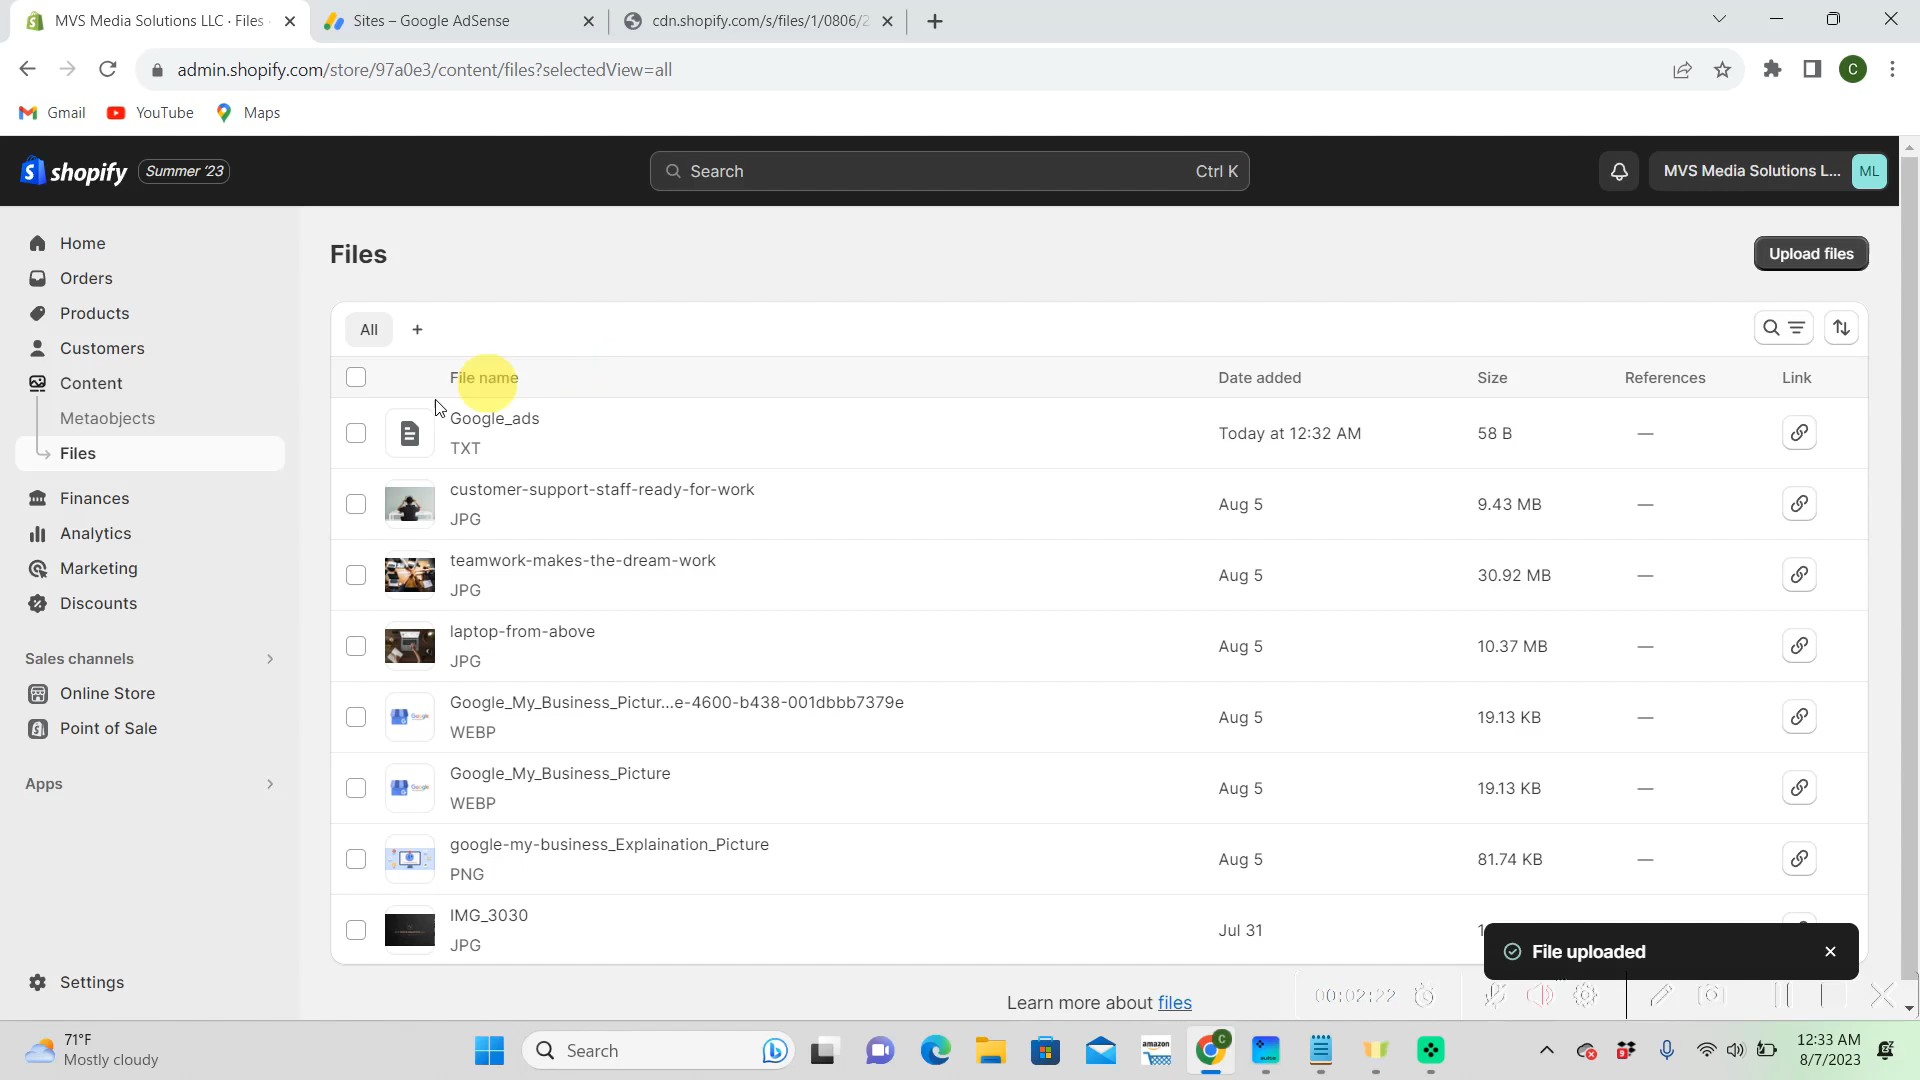 MVS Media Solutions LLC · Files
Sites – Google AdSense
cdn.shopify.com/s/files/1/0806/2
admin.shopify.com/store/97a0e3/content/files?selectedView=all
C
Gmail
YouTube
Maps
shopify
Summer '23
Search
Ctrl K
MVS Media Solutions L...
ML
Home
Orders
Products
Customers
Content
Metaobjects
Files
Finances
Analytics
Marketing
Discounts
Sales channels
Online Store
Point of Sale
Apps
Settings
Files
Upload files
All
+
File name Date added Size References Link
Google_ads
TXT
Today at 12:32 AM 58 B —
customer-support-staff-ready-for-work
JPG
Aug 5 9.43 MB —
teamwork-makes-the-dream-work
JPG
Aug 5 30.92 MB —
laptop-from-above
JPG
Aug 5 10.37 MB —
Google_My_Business_Pictur...e-4600-b438-001dbbb7379e
WEBP
Aug 5 19.13 KB —
Google_My_Business_Picture
WEBP
Aug 5 19.13 KB —
google-my-business_Explaination_Picture
PNG
Aug 5 81.74 KB —
IMG_3030
JPG
Jul 31
File uploaded
Learn more about files
00:02:22
71°F
Mostly cloudy
Search
amazon
12:33 AM
8/7/2023